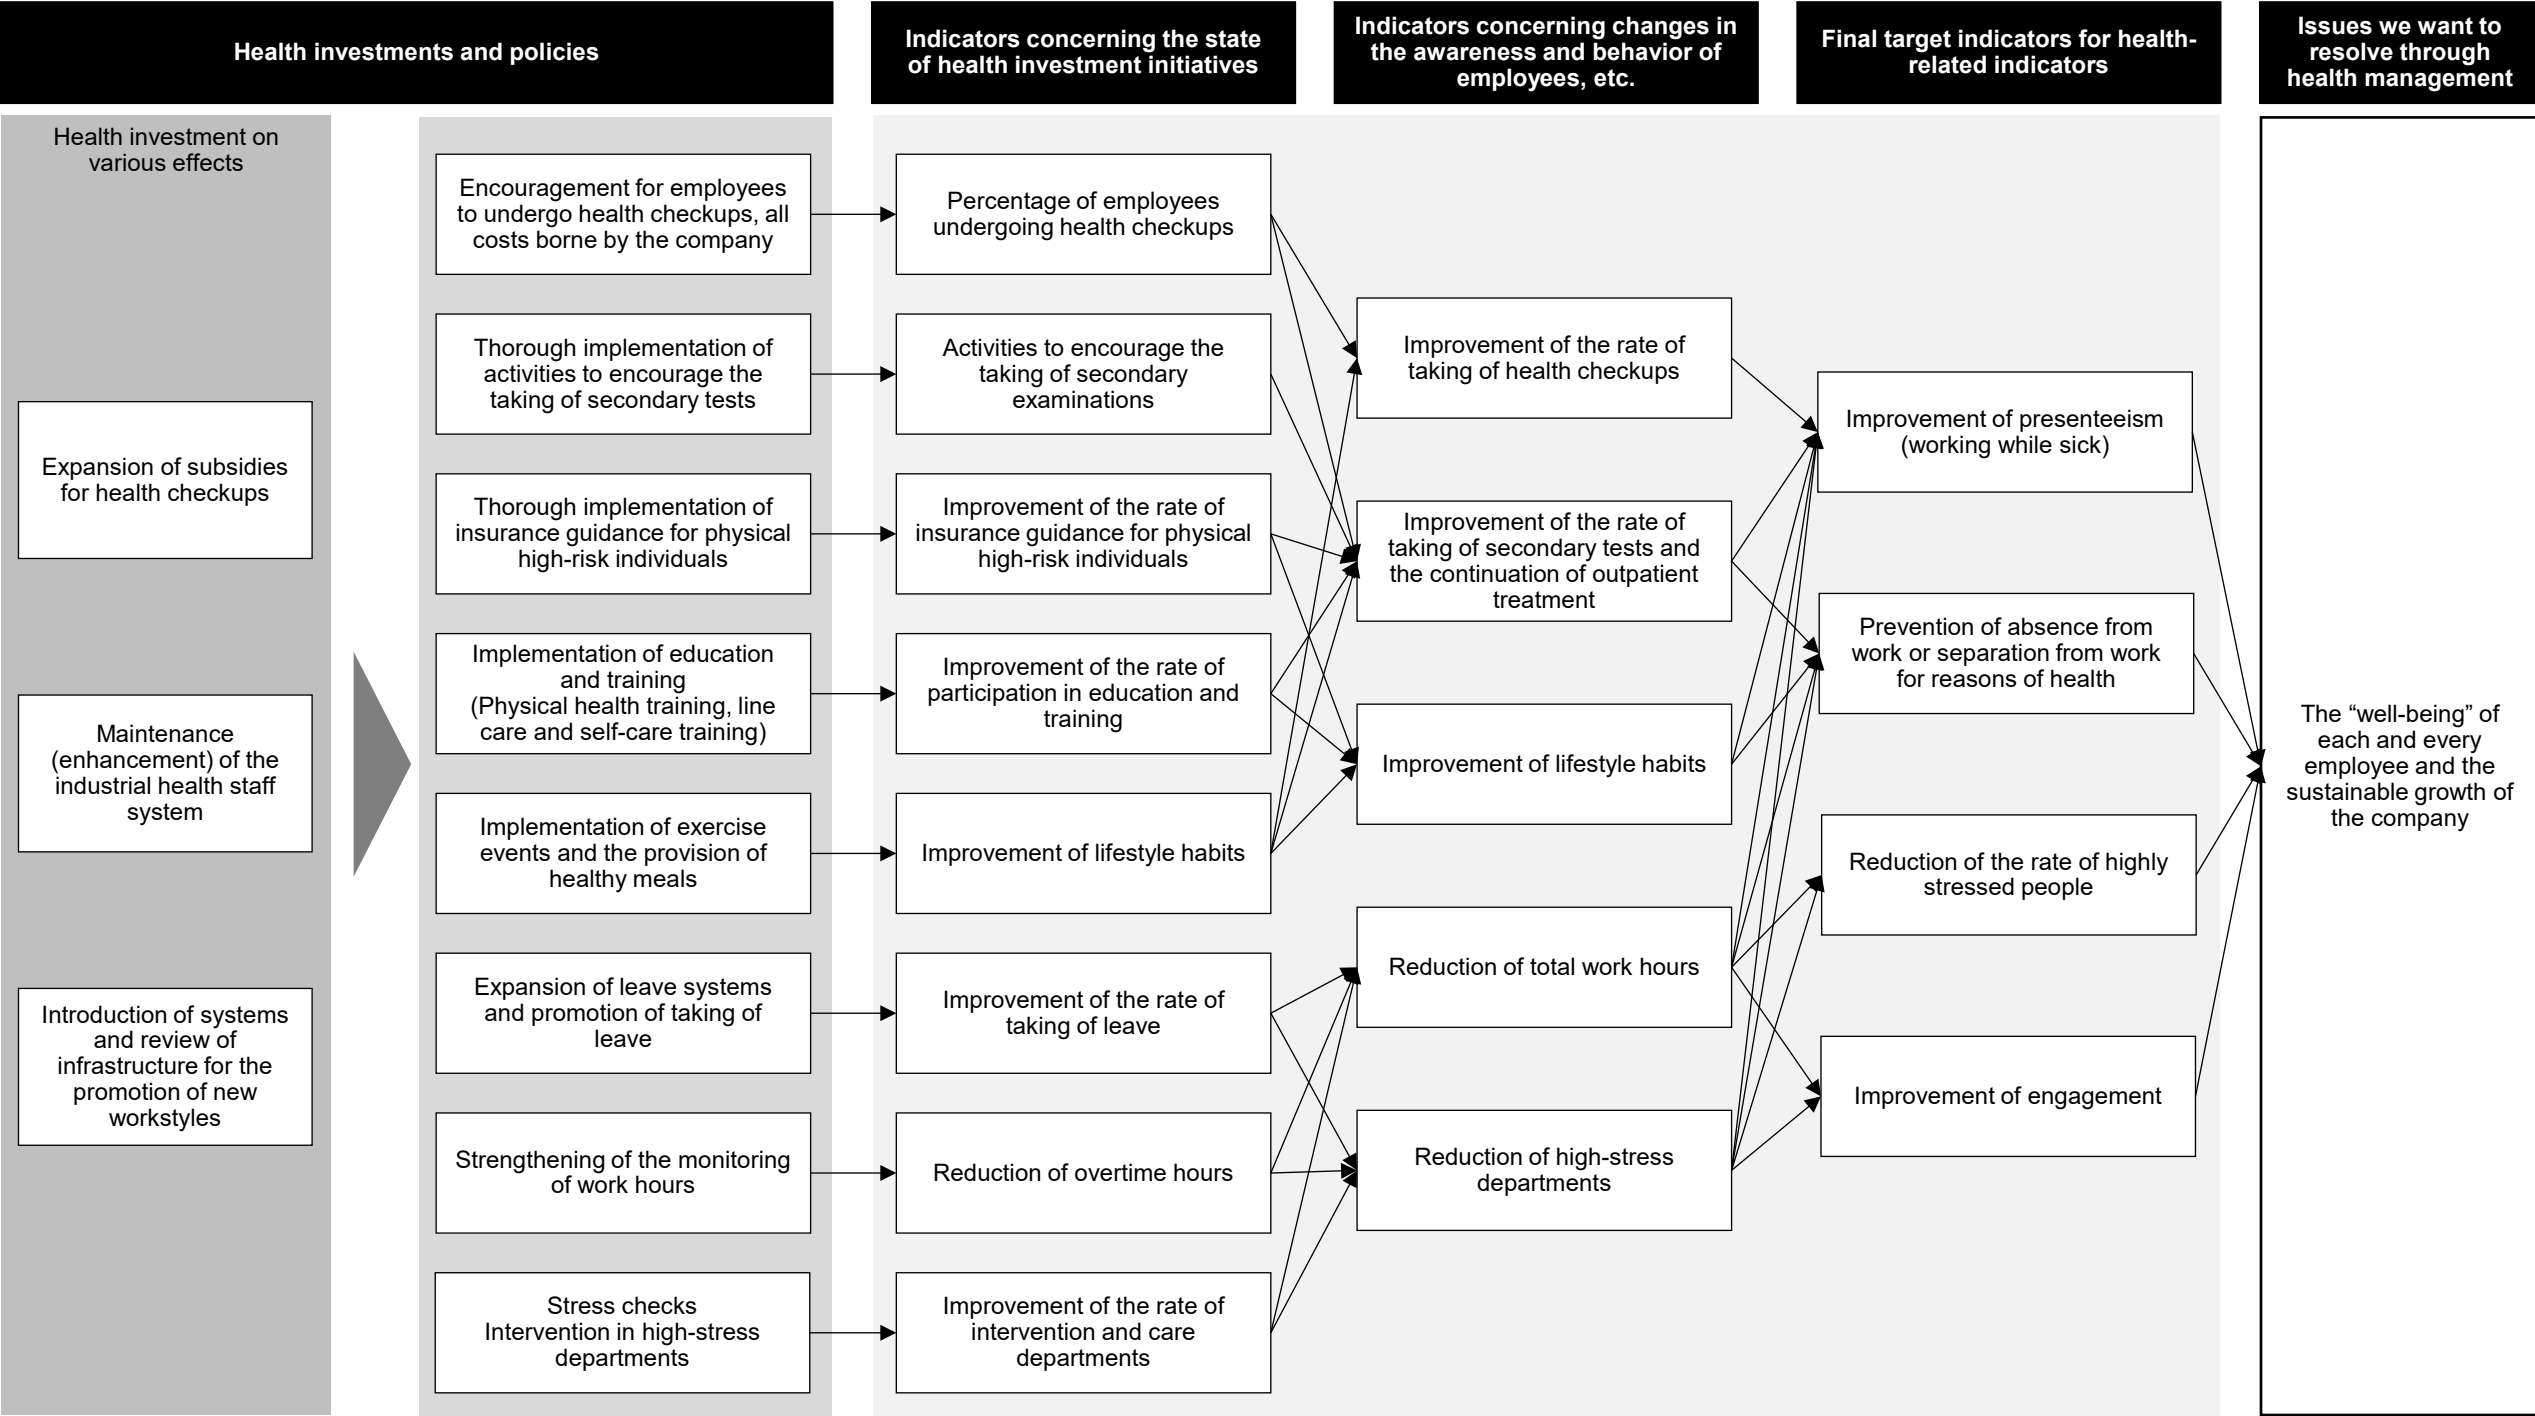 Health investments and policies
Indicators concerning the state
of health investment initiatives
Indicators concerning changes in
the awareness and behavior of
employees, etc.
Final target indicators for health-
related indicators
Issues we want to
resolve through
health management
Health investment on
various effects
Expansion of subsidies
for health checkups
Maintenance
(enhancement) of the
industrial health staff
system
Introduction of systems
and review of
infrastructure for the
promotion of new
workstyles
Encouragement for employees
to undergo health checkups, all
costs borne by the company
Thorough implementation of
activities to encourage the
taking of secondary tests
Thorough implementation of
insurance guidance for physical
high-risk individuals
Implementation of education
and training
(Physical health training, line
care and self-care training)
Implementation of exercise
events and the provision of
healthy meals
Expansion of leave systems
and promotion of taking of
leave
Strengthening of the monitoring
of work hours
Stress checks
Intervention in high-stress
departments
Percentage of employees
undergoing health checkups
Activities to encourage the
taking of secondary
examinations
Improvement of the rate of
insurance guidance for physical
high-risk individuals
Improvement of the rate of
participation in education and
training
Improvement of lifestyle habits
Improvement of the rate of
taking of leave
Reduction of overtime hours
Improvement of the rate of
intervention and care
departments
Improvement of the rate of
taking of health checkups
Improvement of the rate of
taking of secondary tests and
the continuation of outpatient
treatment
Improvement of lifestyle habits
Reduction of total work hours
Reduction of high-stress
departments
Improvement of presenteeism
(working while sick)
Prevention of absence from
work or separation from work
for reasons of health
Reduction of the rate of highly
stressed people
Improvement of engagement
The “well-being” of
each and every
employee and the
sustainable growth of
the company